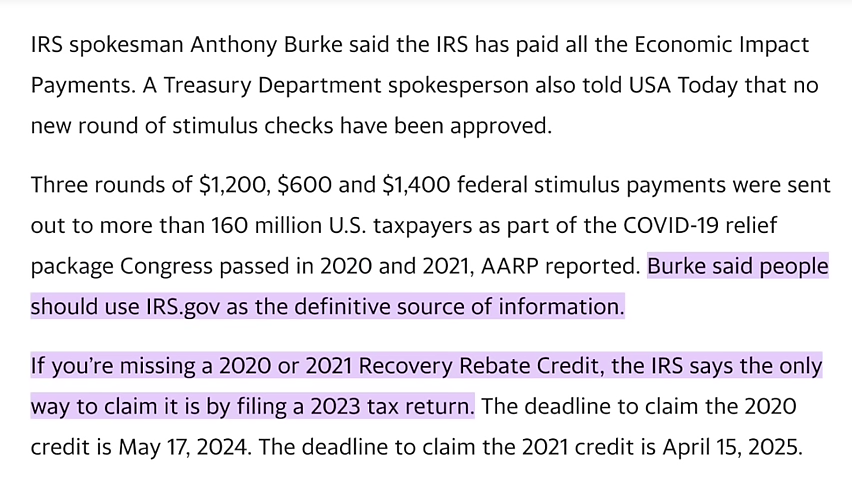 IRS spokesman Anthony Burke said the IRS has paid all the Economic Impact
Payments. A Treasury Department spokesperson also told USA Today that no
new round of stimulus checks have been approved.
Three rounds of $1,200, $600 and $1,400 federal stimulus payments were sent
out to more than 160 million U.S. taxpayers as part of the COVID-19 relief
package Congress passed in 2020 and 2021, AARP reported. Burke said people
should use IRS.gov as the definitive source of information.
If you’re missing a 2020 or 2021 Recovery Rebate Credit, the IRS says the only
way to claim it is by filing a 2023 tax return. The deadline to claim the 2020
credit is May 17, 2024. The deadline to claim the 2021 credit is April 15, 2025.